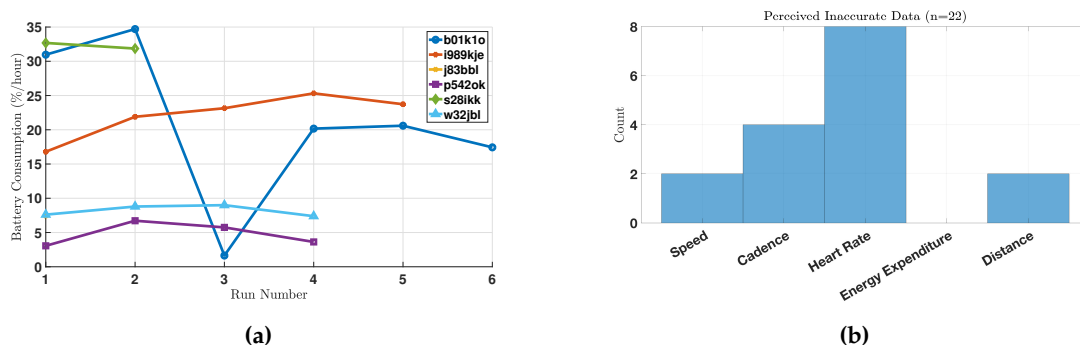 35
30
25
20
15
10
5
0
Battery Consumption (%/hour)
b01k1o
i989kje
j83bbl
p542ok
s28ikk
w32jbl
1 2 3 4 5 6
Run Number
(a)
Perceived Inaccurate Data (n=22)
8
6
4
2
0
Count
Speed
Cadence
Heart Rate
Energy Expenditure
Distance
(b)